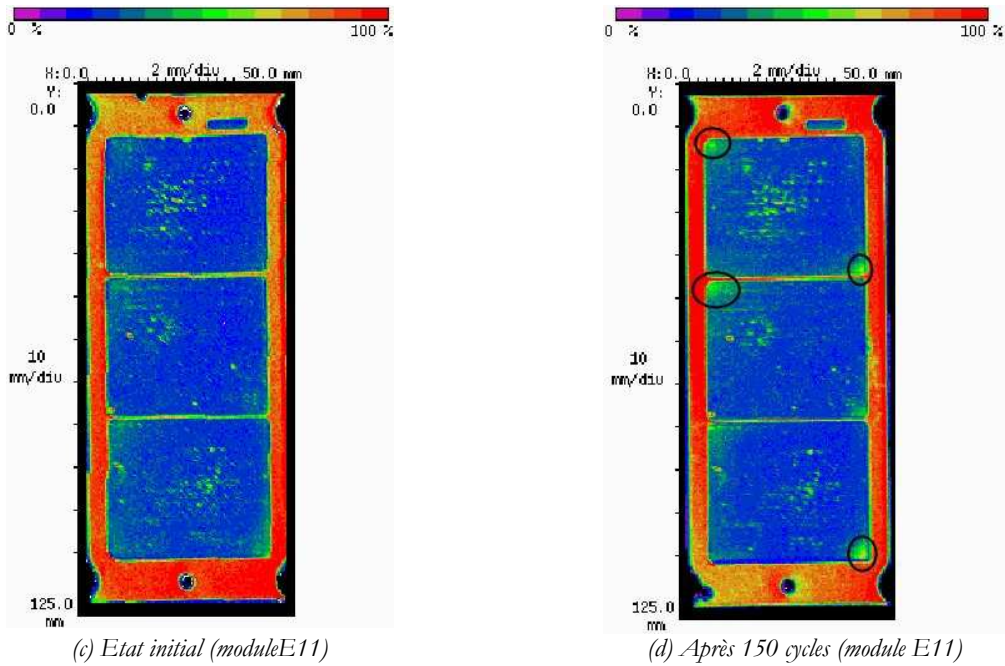 0 % 100 %
0 % 100 %
X:0.0 2 mm/div 50.0 mm
Y:
0.0
10
mm/div
125.0
mm
X:0.0 2 mm/div 50.0 mm
Y:
0.0
10
mm/div
125.0
mm
(c) Etat initial (moduleE11)
(d) Après 150 cycles (module E11)